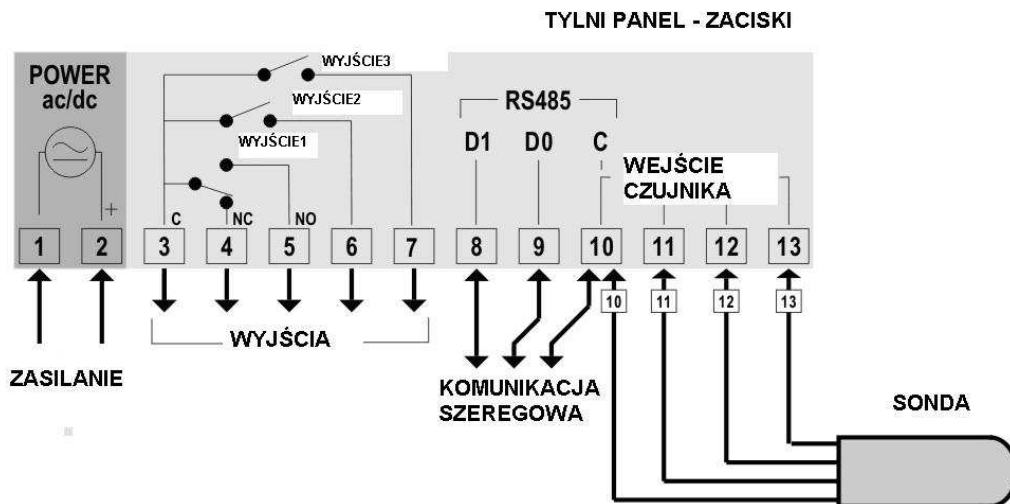 TYLNI PANEL - ZACISKI
POWER
ac/dc
+
WYJŚCIE3
WYJŚCIE2
WYJŚCIE1
C
NC
NO
RS485
D1 D0 C
WEJŚCIE
CZUJNIKA
1 2 3 4 5 6 7 8 9 10 11 12 13
10 11 12 13
WYJŚCIA
ZASILANIE
KOMUNIKACJA
SZEREGOWA
SONDA